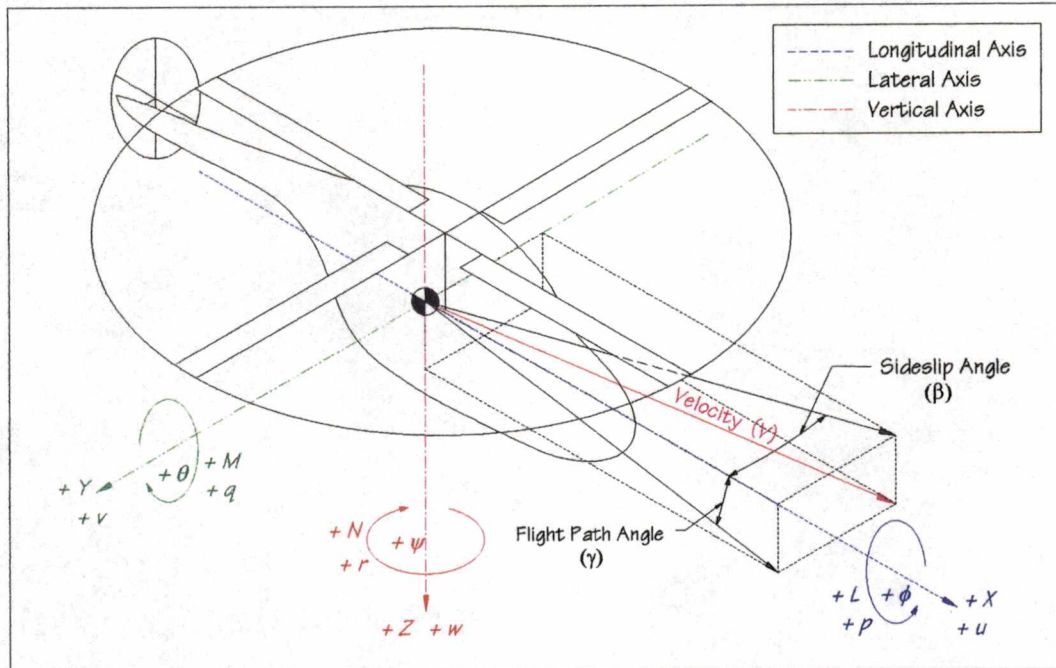 Longitudinal Axis
Lateral Axis
Vertical Axis
Sideslip Angle
(β)
Velocity (V)
+ Y
+ v
+ θ
+ M
+ q
+ N
+ r
+ ψ
Flight Path Angle
(γ)
+ Z + w
+ L
+ p
+ ϕ
+ X
+ u